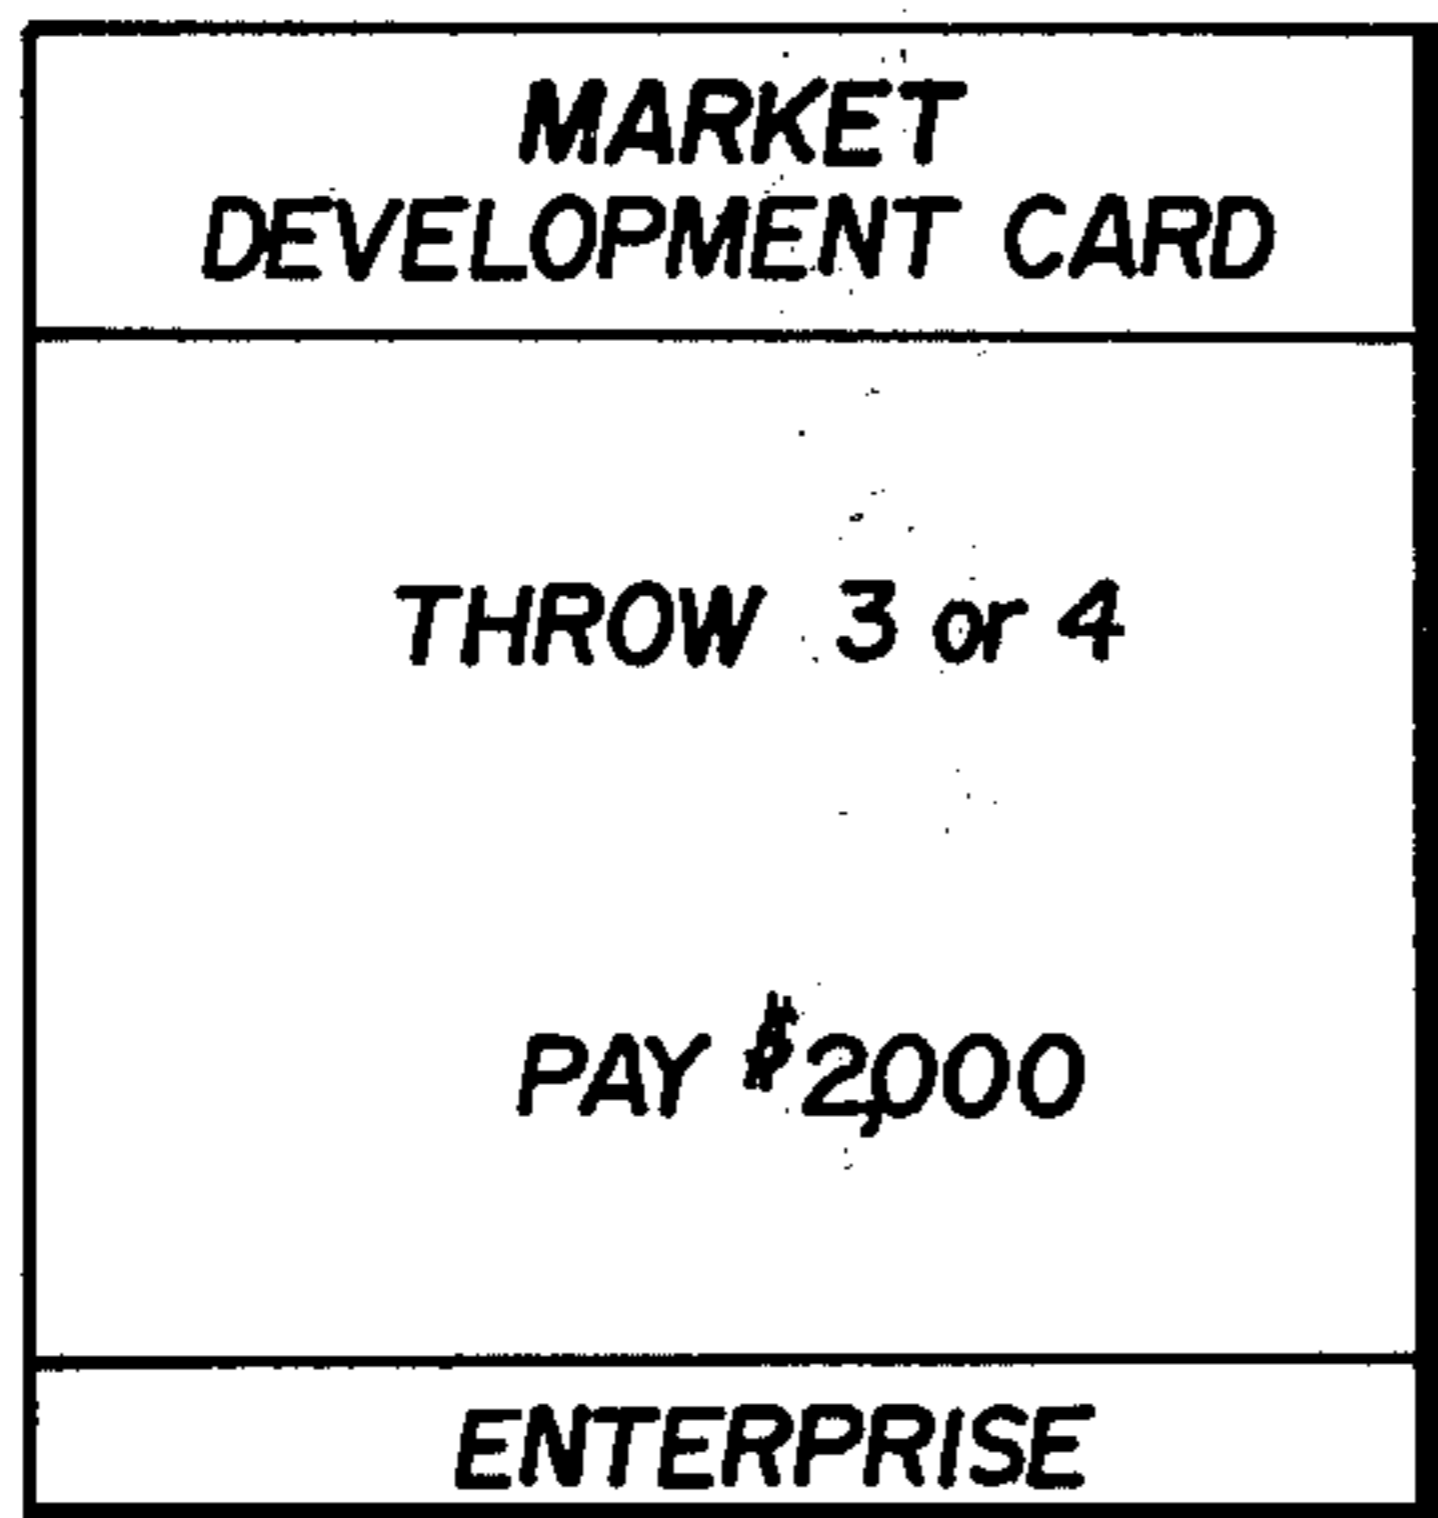 MARKET
DEVELOPMENT CARD
THROW 3 or 4
PAY $2,000
ENTERPRISE